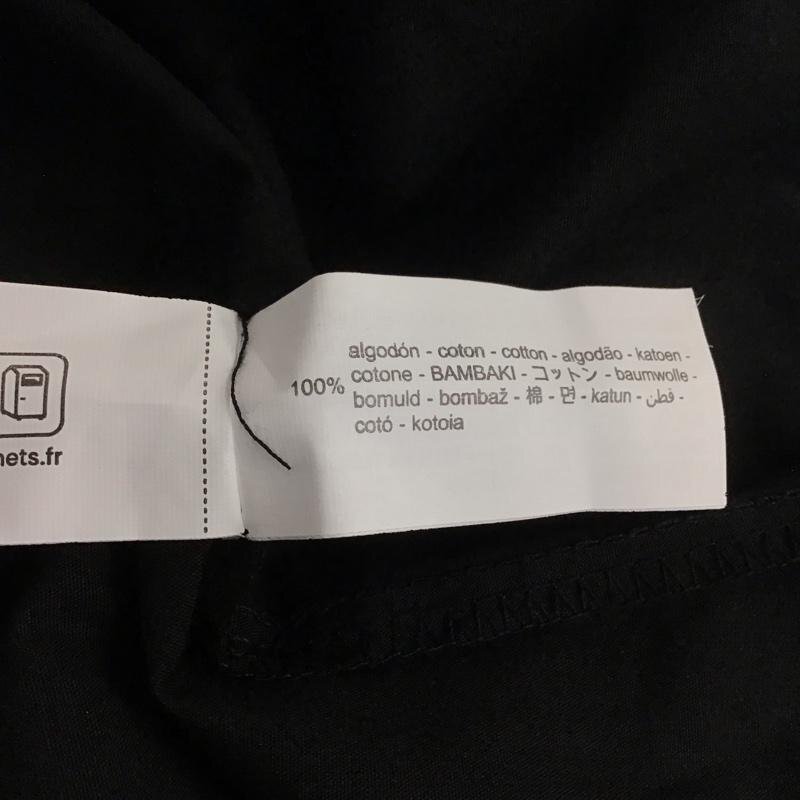 algodón - coton - cotton - algodão - katoen -
100% cotone - BAMBAKI - コットン - baumwolle -
bomuld - bombaž - 棉 - 면 - katun - قطن -
cotó - kotoia
nets.fr